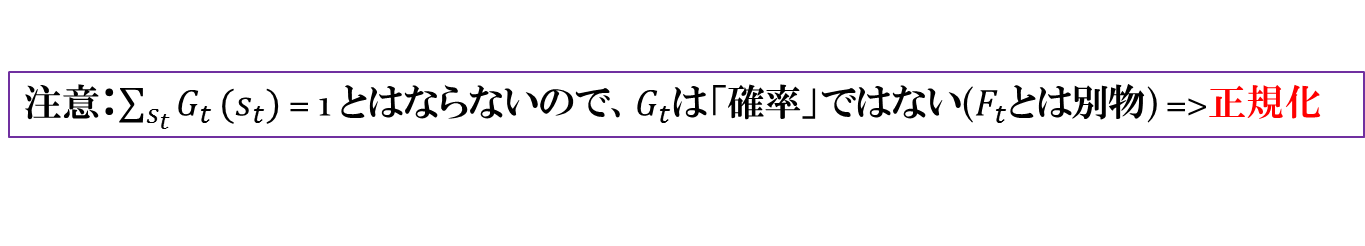 注意:∑_{s_t} G_t (s_t) = 1 とはならないので、G_tは「確率」ではない(F_tとは別物) =>正規化